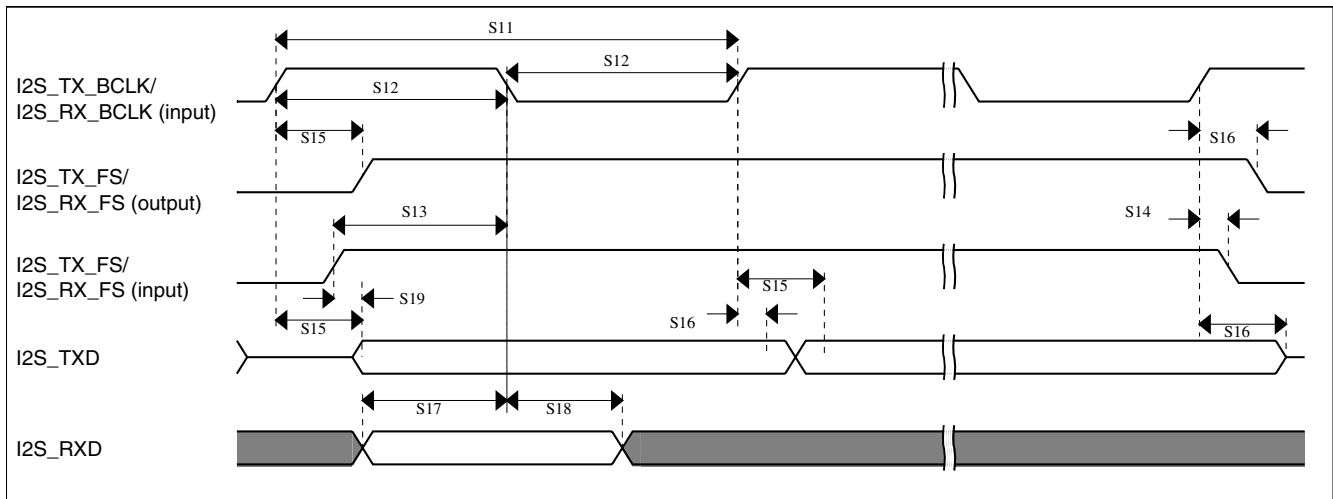 S11
I2S_TX_BCLK/
I2S_RX_BCLK (input)
S12
S12
S15
S16
I2S_TX_FS/
I2S_RX_FS (output)
S13
S14
I2S_TX_FS/
I2S_RX_FS (input)
S15
S19
S15
S16
S16
I2S_TXD
S17
S18
I2S_RXD